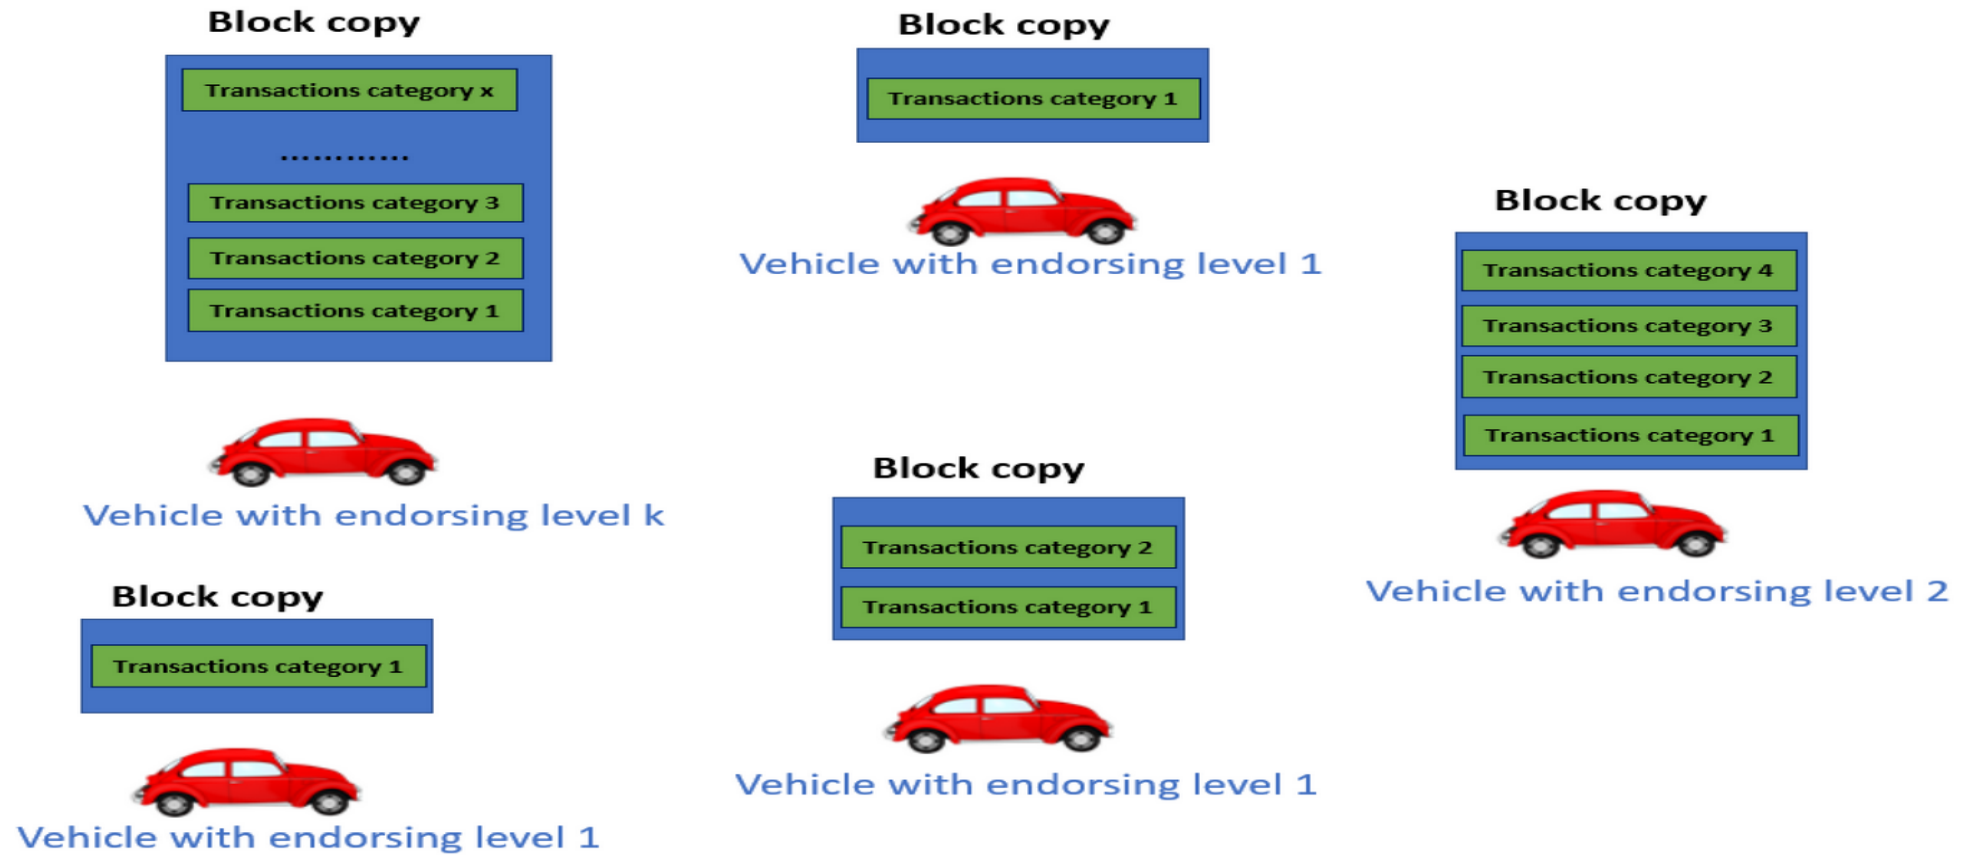 Block copy
Transactions category x
.............
Transactions category 3
Transactions category 2
Transactions category 1
Vehicle with endorsing level k
Block copy
Transactions category 1
Vehicle with endorsing level 1
Block copy
Transactions category 4
Transactions category 3
Transactions category 2
Transactions category 1
Vehicle with endorsing level 2
Block copy
Transactions category 2
Transactions category 1
Vehicle with endorsing level 1
Block copy
Transactions category 1
Vehicle with endorsing level 1